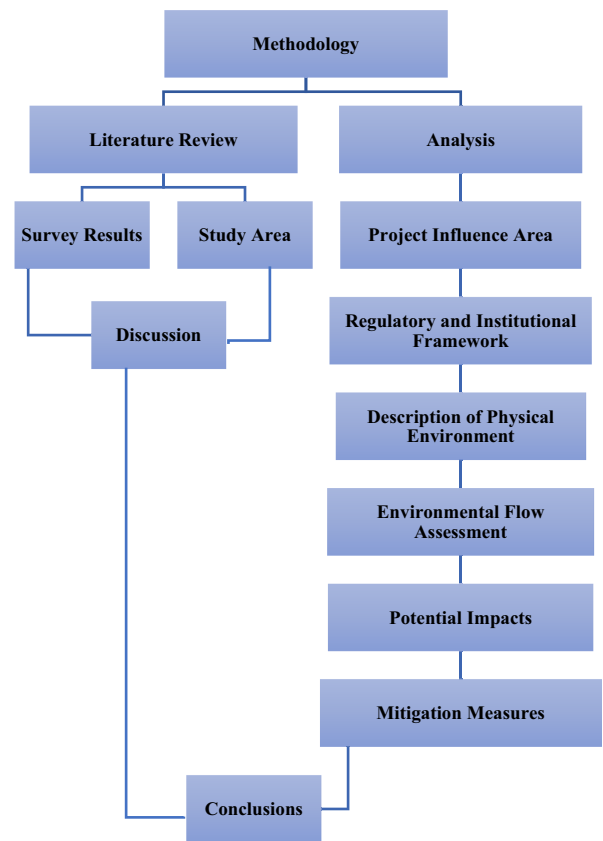 Methodology
Literature Review
Analysis
Survey Results
Study Area
Project Influence Area
Discussion
Regulatory and Institutional
Framework
Description of Physical
Environment
Environmental Flow
Assessment
Potential Impacts
Mitigation Measures
Conclusions